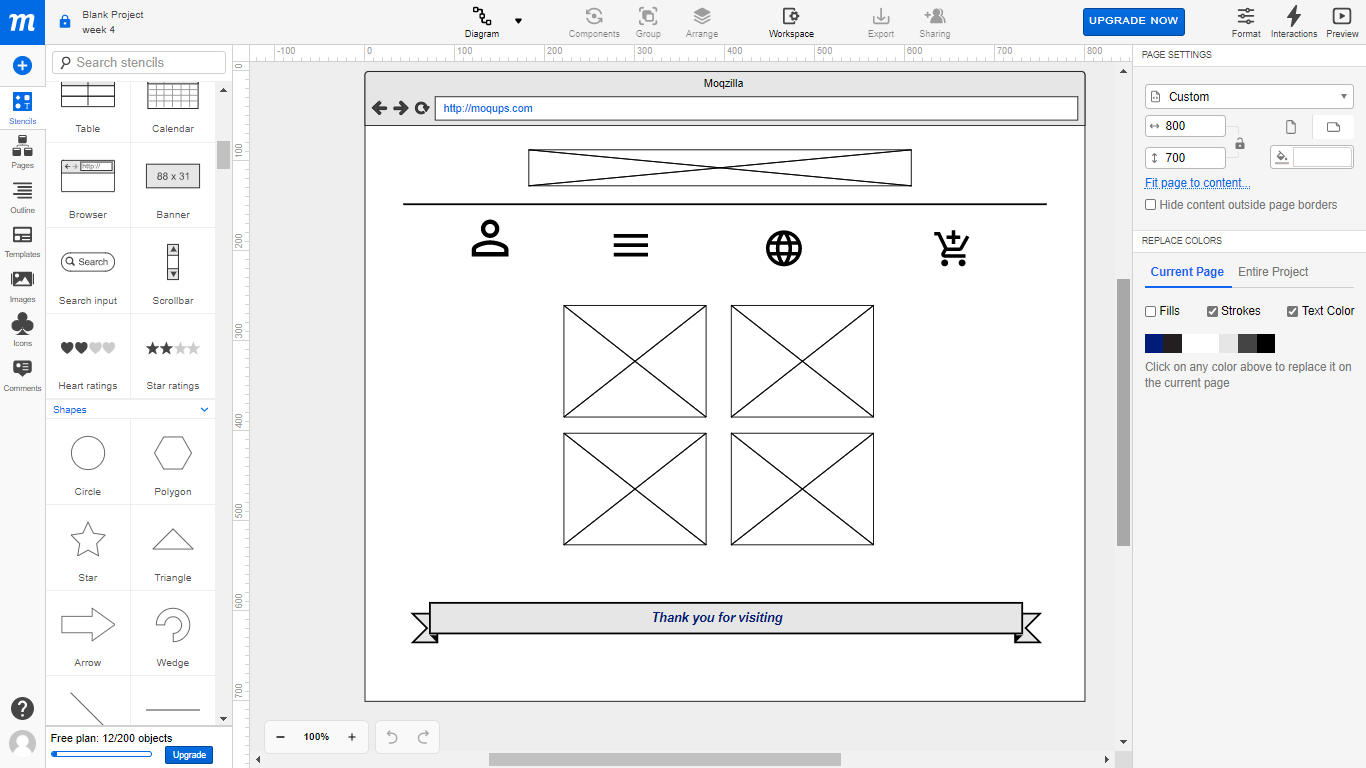 m
Blank Project
week 4
Diagram
Components
Group
Arrange
Workspace
Export
Sharing
UPGRADE NOW
Format
Interactions
Preview
Stencils
Pages
Outline
Templates
Images
Icons
Comments
Search stencils
Table
Calendar
http://
Browser
88 x 31
Banner
Search
Search input
Scrollbar
Heart ratings
Star ratings
Shapes
Circle
Polygon
Star
Triangle
Arrow
Wedge
Free plan: 12/200 objects
Upgrade
-100 0 100 200 300 400 500 600 700 800
0
100
200
300
400
500
600
700
Moqzilla
http://moqups.com
Thank you for visiting
100%
PAGE SETTINGS
Custom
800
700
Fit page to content...
Hide content outside page borders
REPLACE COLORS
Current Page
Entire Project
Fills
Strokes
Text Color
Click on any color above to replace it on
the current page